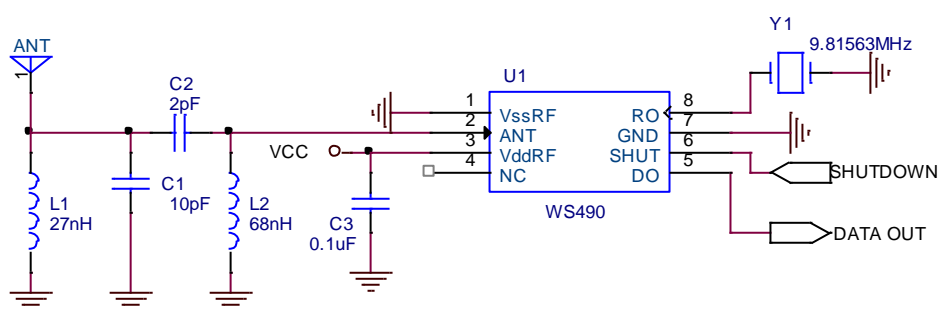 ANT
1
C2
2pF
L1
27nH
C1
10pF
L2
68nH
VCC
C3
0.1uF
U1
1
VssRF
2
ANT
3
VddRF
4
NC
8
RO
7
GND
6
SHUT
5
DO
WS490
Y1
9.81563MHz
SHUTDOWN
DATA OUT